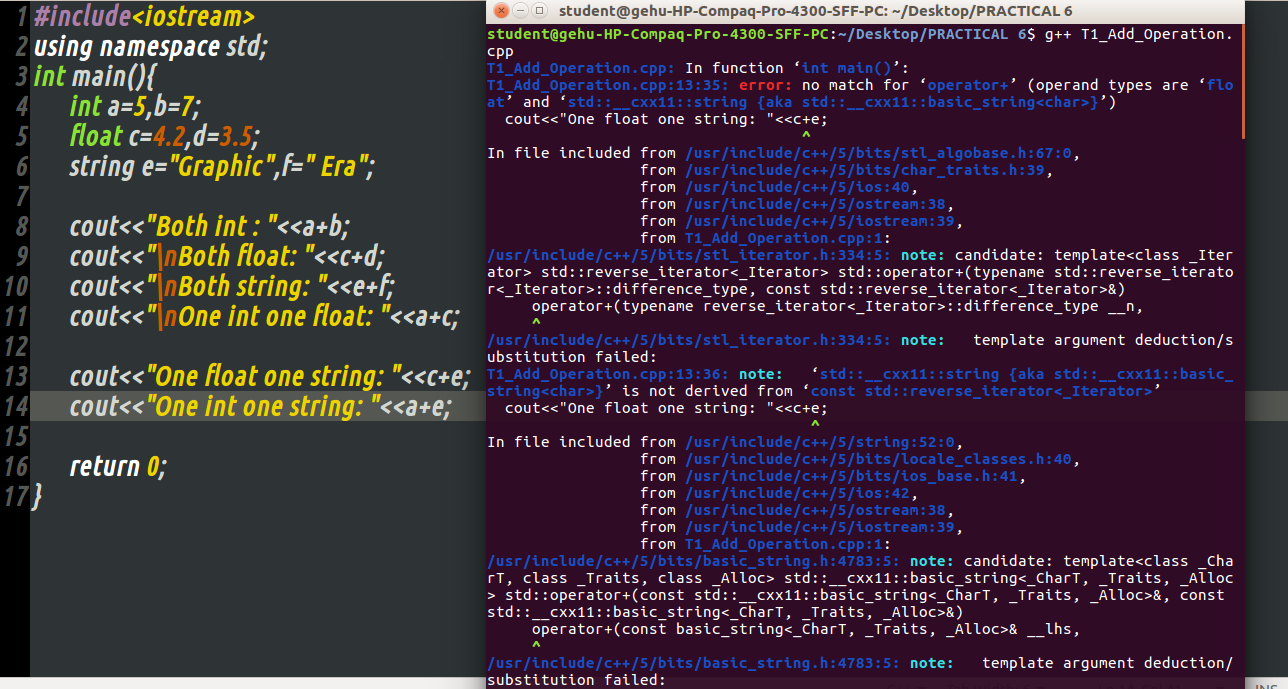 1 #include<iostream>
2 using namespace std;
3 int main(){
4 int a=5,b=7;
5 float c=4.2,d=3.5;
6 string e="Graphic",f=" Era";
7
8 cout<<"Both int : "<<a+b;
9 cout<<"\nBoth float: "<<c+d;
10 cout<<"\nBoth string: "<<e+f;
11 cout<<"\nOne int one float: "<<a+c;
12
13 cout<<"One float one string: "<<c+e;
14 cout<<"One int one string: "<<a+e;
15
16 return 0;
17 }
student@gehu-HP-Compaq-Pro-4300-SFF-PC: ~/Desktop/PRACTICAL 6
student@gehu-HP-Compaq-Pro-4300-SFF-PC:~/Desktop/PRACTICAL 6$ g++ T1_Add_Operation.
cpp
T1_Add_Operation.cpp: In function ‘int main()’:
T1_Add_Operation.cpp:13:35: error: no match for ‘operator+’ (operand types are ‘flo
at’ and ‘std::__cxx11::string {aka std::__cxx11::basic_string<char>}’)
cout<<"One float one string: "<<c+e;
^
In file included from /usr/include/c++/5/bits/stl_algobase.h:67:0,
from /usr/include/c++/5/bits/char_traits.h:39,
from /usr/include/c++/5/ios:40,
from /usr/include/c++/5/ostream:38,
from /usr/include/c++/5/iostream:39,
from T1_Add_Operation.cpp:1:
/usr/include/c++/5/bits/stl_iterator.h:334:5: note: candidate: template<class _Iter
ator> std::reverse_iterator<_Iterator> std::operator+(typename std::reverse_iterato
r<_Iterator>::difference_type, const std::reverse_iterator<_Iterator>&)
operator+(typename reverse_iterator<_Iterator>::difference_type __n,
^
/usr/include/c++/5/bits/stl_iterator.h:334:5: note:   template argument deduction/s
ubstitution failed:
T1_Add_Operation.cpp:13:36: note:   ‘std::__cxx11::string {aka std::__cxx11::basic_
string<char>}’ is not derived from ‘const std::reverse_iterator<_Iterator>’
cout<<"One float one string: "<<c+e;
^
In file included from /usr/include/c++/5/string:52:0,
from /usr/include/c++/5/bits/locale_classes.h:40,
from /usr/include/c++/5/bits/ios_base.h:41,
from /usr/include/c++/5/ios:42,
from /usr/include/c++/5/ostream:38,
from /usr/include/c++/5/iostream:39,
from T1_Add_Operation.cpp:1:
/usr/include/c++/5/bits/basic_string.h:4783:5: note: candidate: template<class _Cha
rT, class _Traits, class _Alloc> std::__cxx11::basic_string<_CharT, _Traits, _Alloc
> std::operator+(const std::__cxx11::basic_string<_CharT, _Traits, _Alloc>&, const
std::__cxx11::basic_string<_CharT, _Traits, _Alloc>&)
operator+(const basic_string<_CharT, _Traits, _Alloc>& __lhs,
^
/usr/include/c++/5/bits/basic_string.h:4783:5: note:   template argument deduction/
substitution failed:
INS